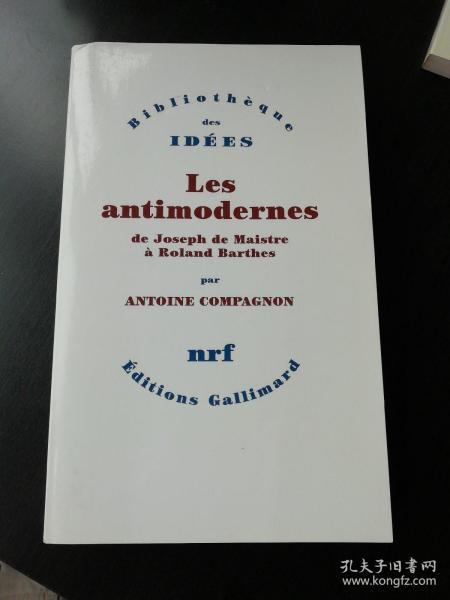 Bibliothèque
des
IDÉES
Les
antimodernes
de Joseph de Maistre
à Roland Barthes
par
ANTOINE COMPAGNON
nrf
Éditions Gallimard
孔夫子旧书网
www.kongfz.com